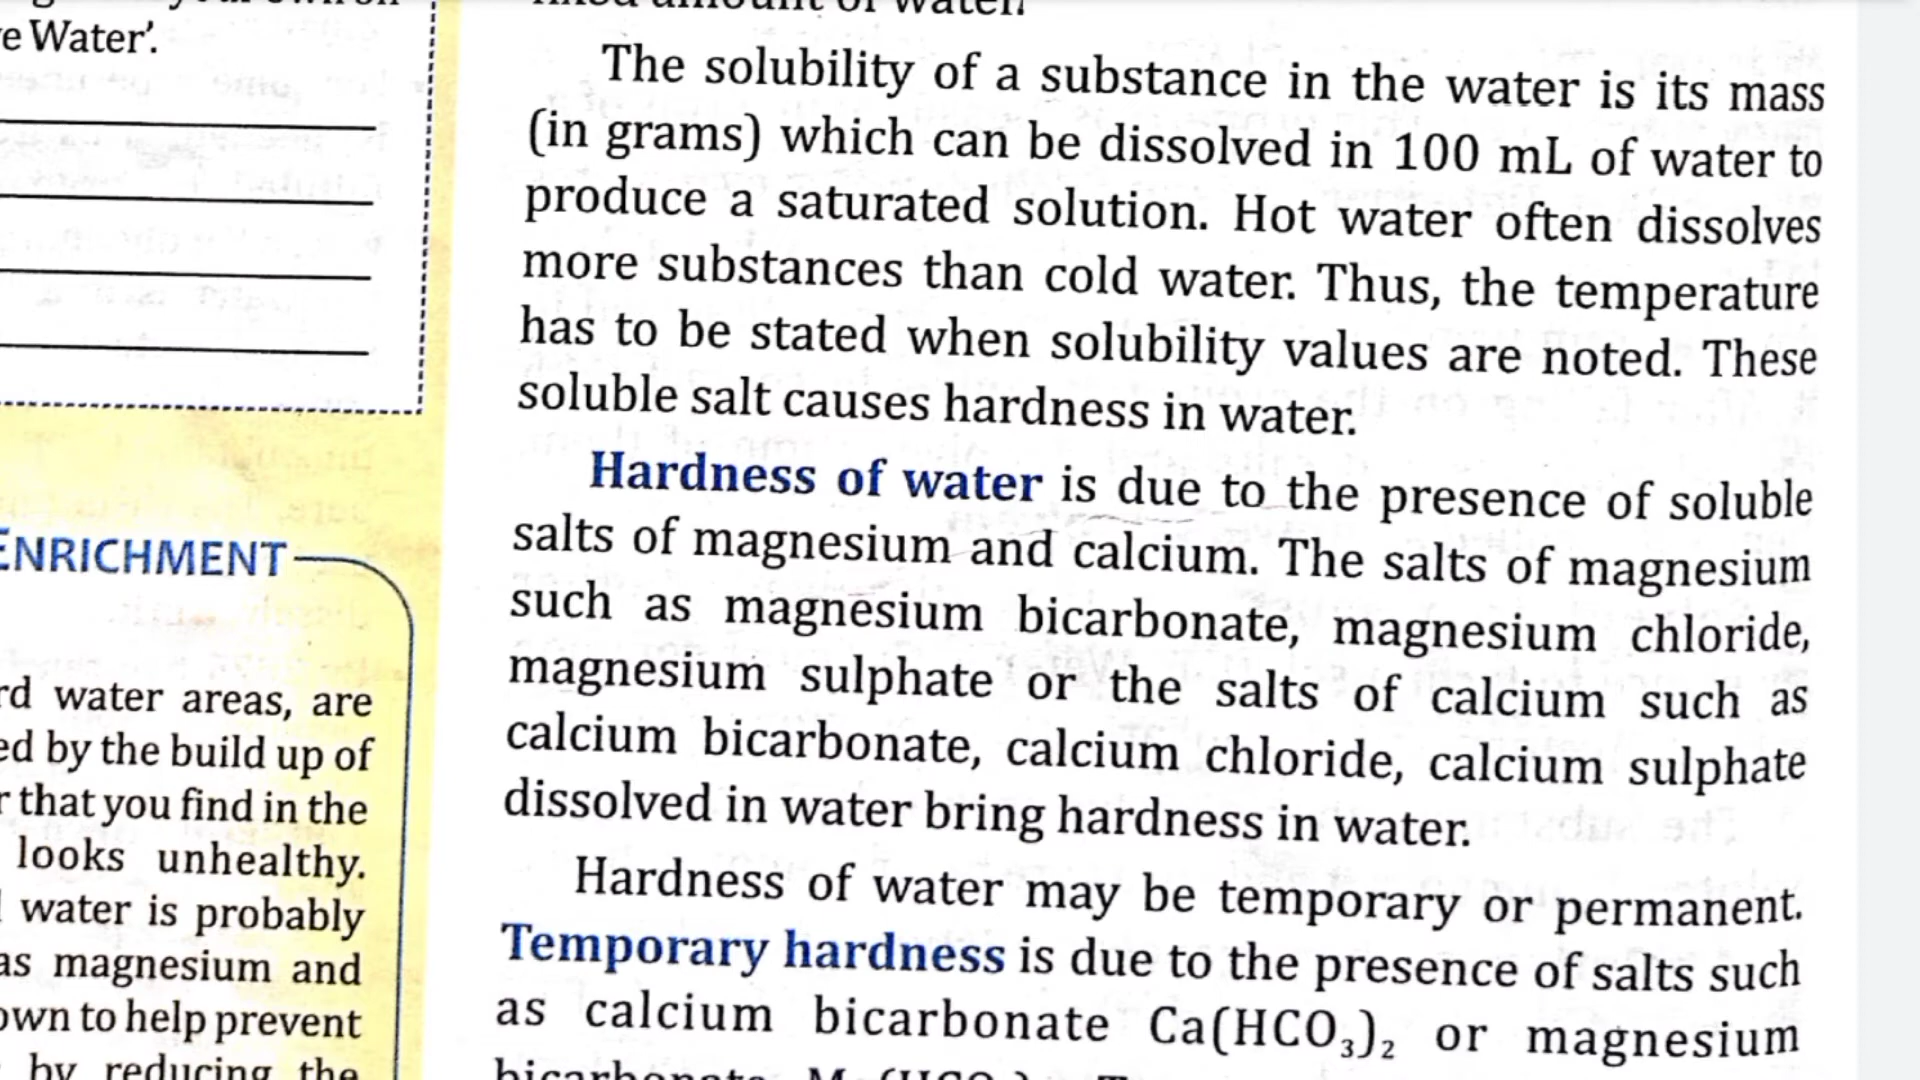 e Water'.
ENRICHMENT
rd water areas, are
ed by the build up of
r that you find in the
looks unhealthy.
water is probably
as magnesium and
own to help prevent
by reducing the
amount of water.
The solubility of a substance in the water is its mass
(in grams) which can be dissolved in 100 mL of water to
produce a saturated solution. Hot water often dissolves
more substances than cold water. Thus, the temperature
has to be stated when solubility values are noted. These
soluble salt causes hardness in water.
Hardness of water is due to the presence of soluble
salts of magnesium and calcium. The salts of magnesium
such as magnesium bicarbonate, magnesium chloride,
magnesium sulphate or the salts of calcium such as
calcium bicarbonate, calcium chloride, calcium sulphate
dissolved in water bring hardness in water.
Hardness of water may be temporary or permanent.
Temporary hardness is due to the presence of salts such
as calcium bicarbonate Ca(HCO₃)₂ or magnesium
bicarbonate